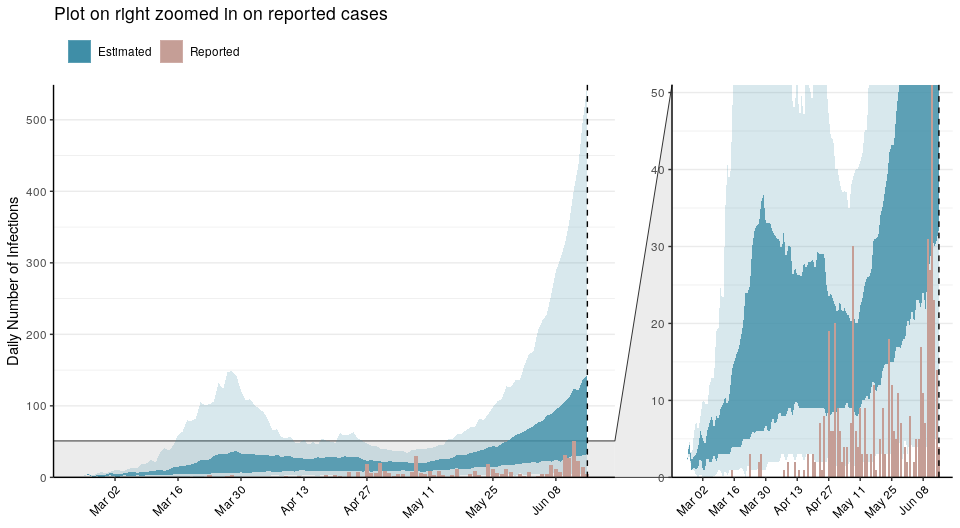 Plot on right zoomed in on reported cases
Estimated
Reported
Daily Number of Infections
500
400
300
200
100
0
Mar 02
Mar 16
Mar 30
Apr 13
Apr 27
May 11
May 25
Jun 08
50
40
30
20
10
0
Mar 02
Mar 16
Mar 30
Apr 13
Apr 27
May 11
May 25
Jun 08